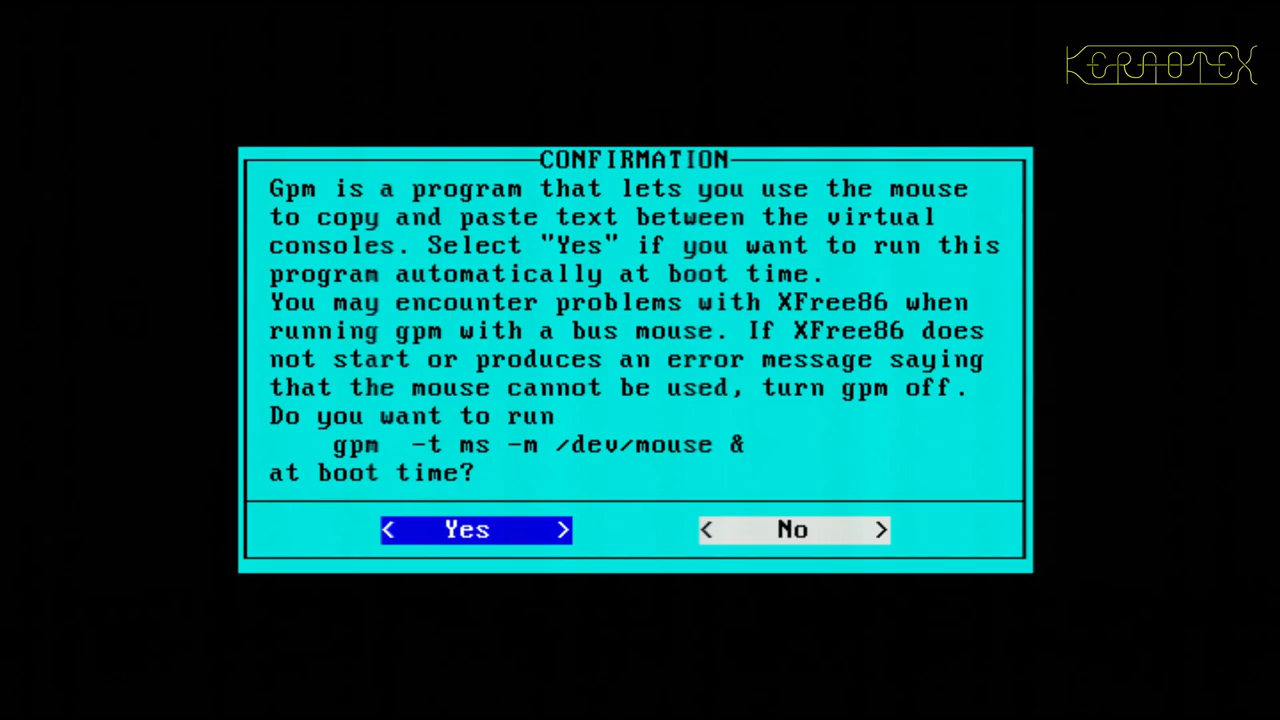 KERNOTEX
CONFIRMATION
Gpm is a program that lets you use the mouse
to copy and paste text between the virtual
consoles. Select "Yes" if you want to run this
program automatically at boot time.
You may encounter problems with XFree86 when
running gpm with a bus mouse. If XFree86 does
not start or produces an error message saying
that the mouse cannot be used, turn gpm off.
Do you want to run
gpm -t ms -m /dev/mouse &
at boot time?
< Yes > < No >